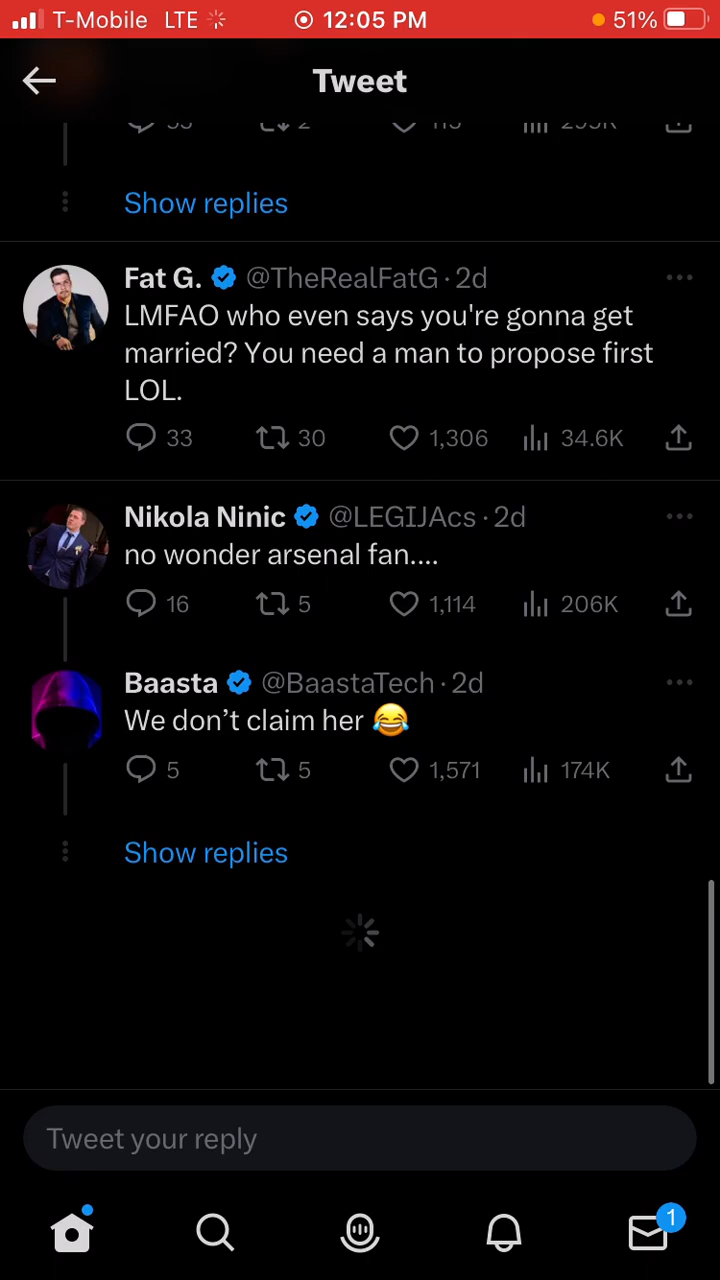 T-Mobile LTE 12:05 PM 51%
Tweet
Show replies
Fat G. @TheRealFatG · 2d
LMFAO who even says you're gonna get
married? You need a man to propose first
LOL.
33 30 1,306 34.6K
Nikola Ninic @LEGIJAcs · 2d
no wonder arsenal fan....
16 5 1,114 206K
Baasta @BaastaTech · 2d
We don’t claim her 😂
5 5 1,571 174K
Show replies
Tweet your reply
1